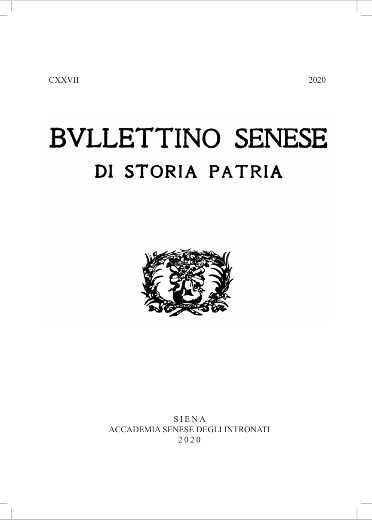 CXXVII 2020
BVLLETTINO SENESE
DI STORIA PATRIA
SIENA
ACCADEMIA SENESE DEGLI INTRONATI
2020